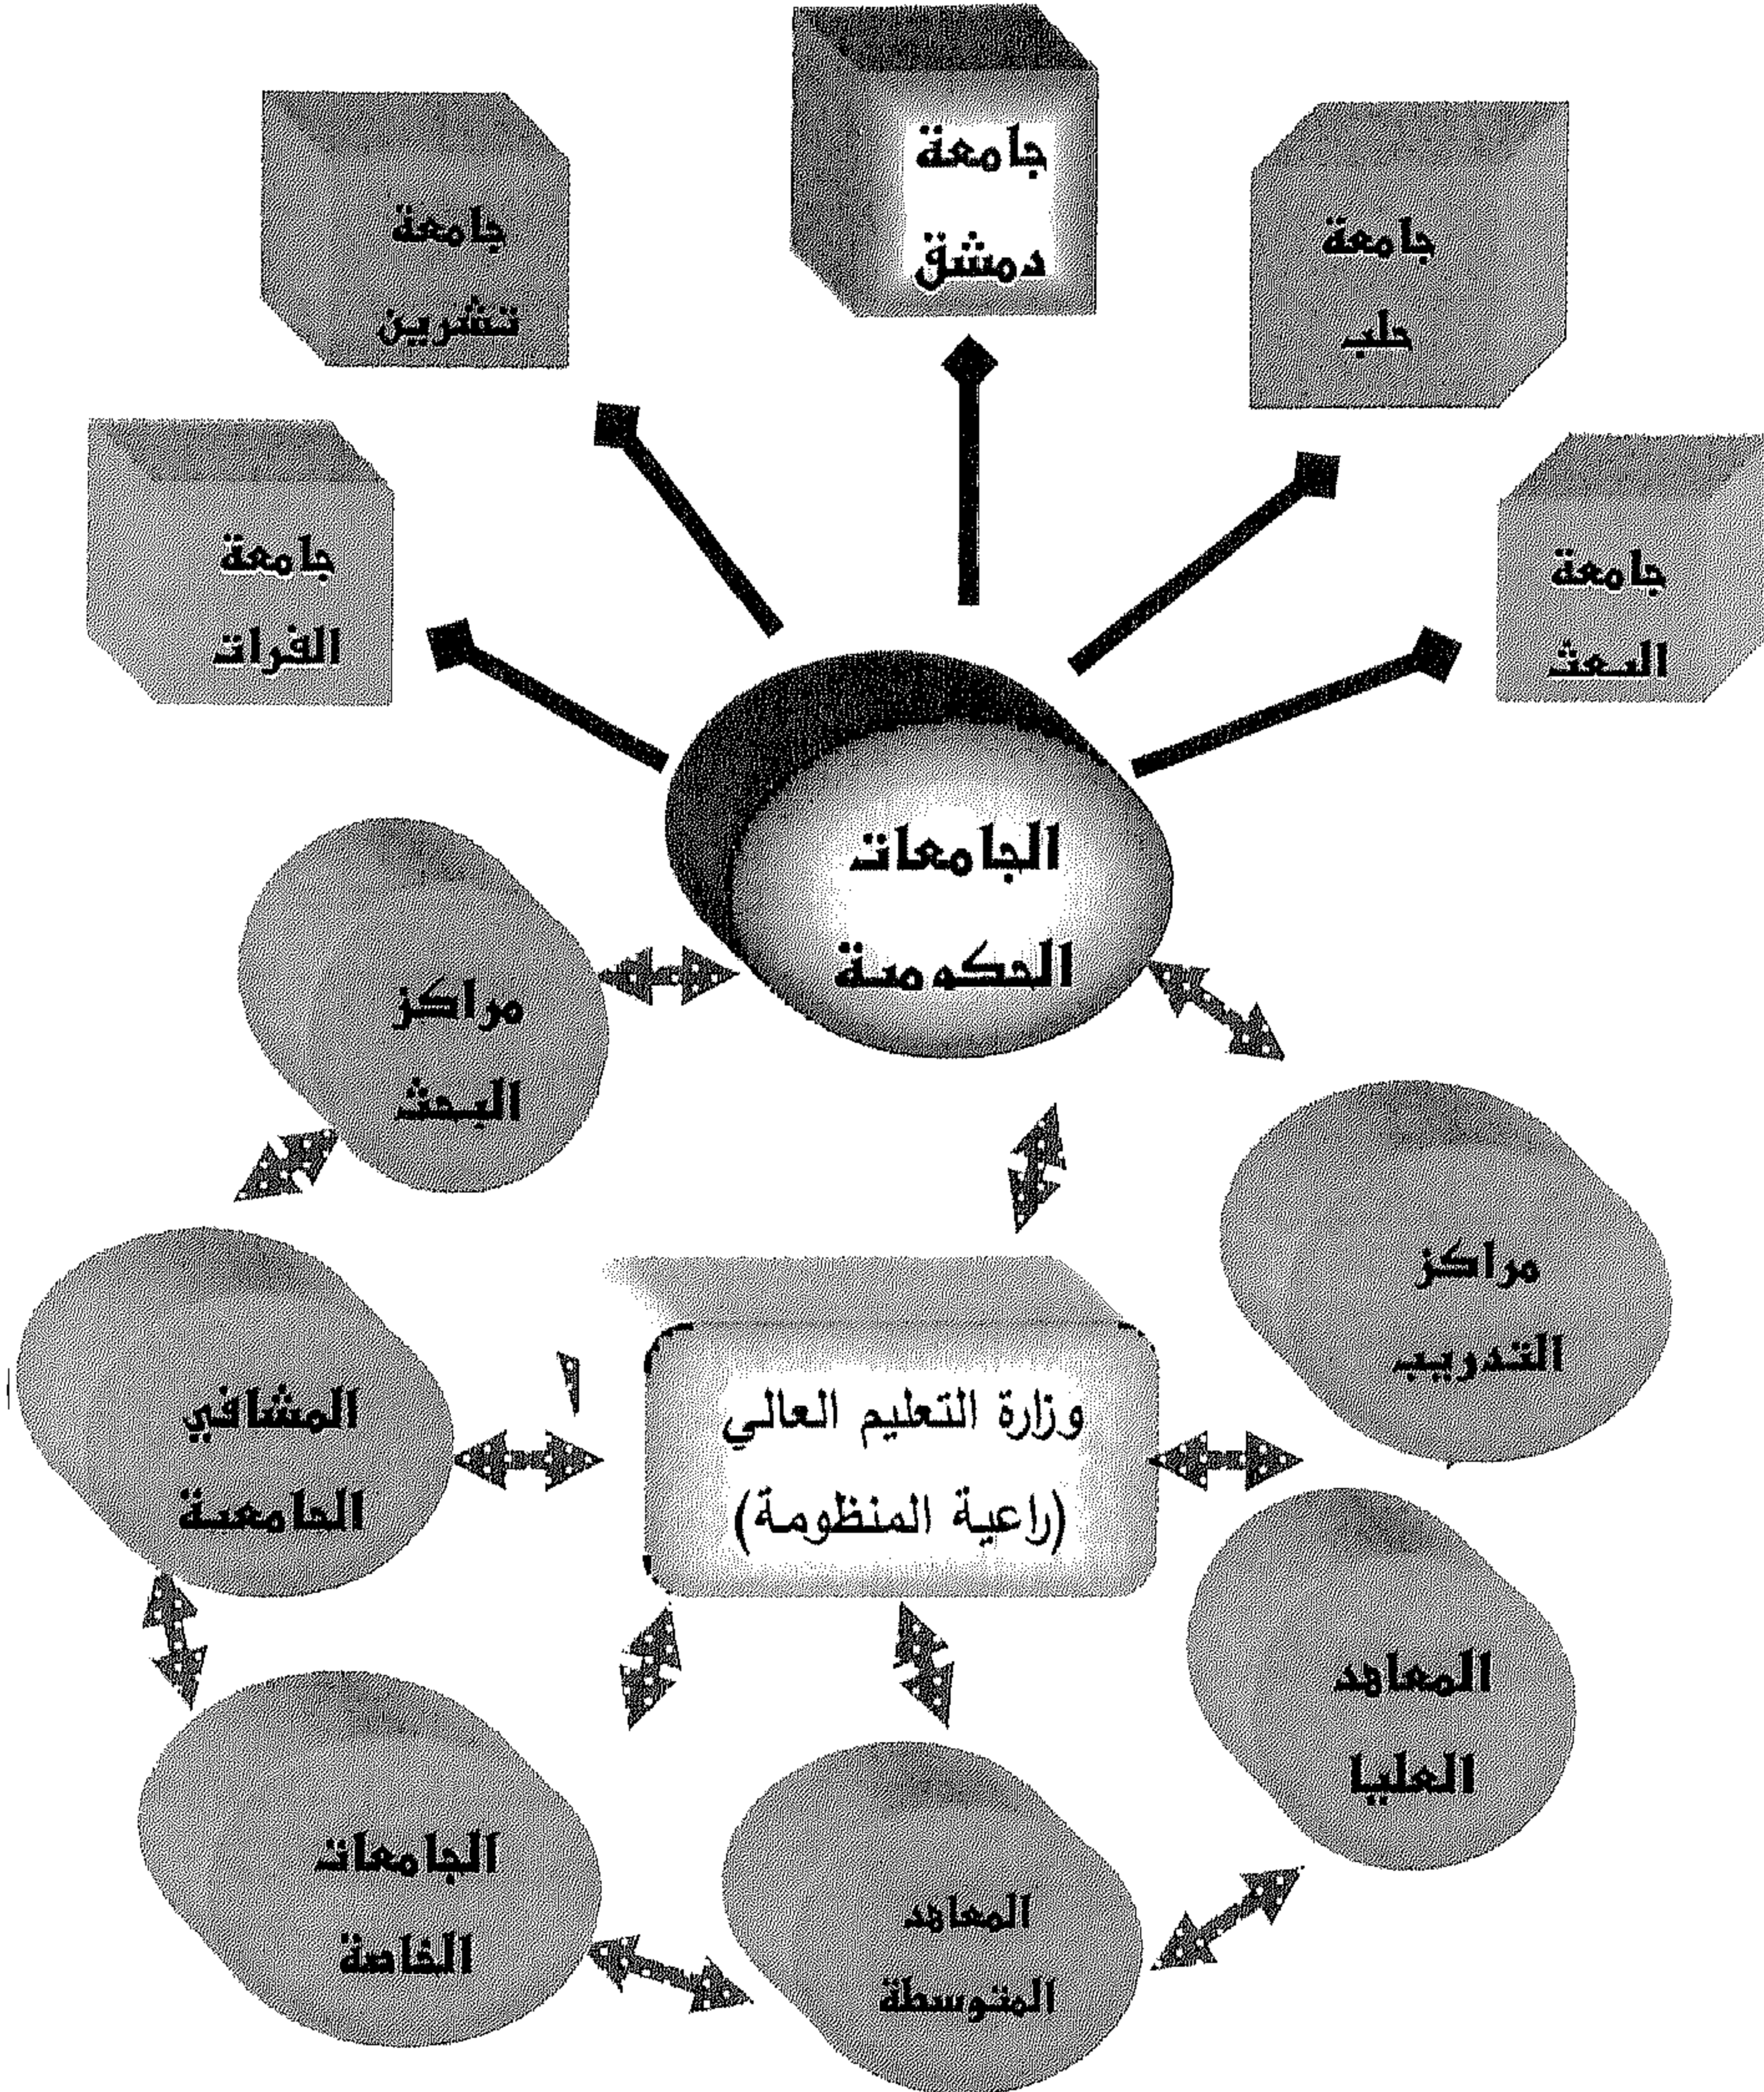 جامعة
دمشق
جامعة
حلب
جامعة
تشرين
جامعة
البعث
جامعة
الفرات
الجامعات
الحكومية
مراكز
البحث
مراكز
التدريب
المشافي
الجامعية
وزارة التعليم العالي
(راعية المنظومة)
المعاهد
العليا
الجامعات
الخاصة
المعاهد
المتوسطة